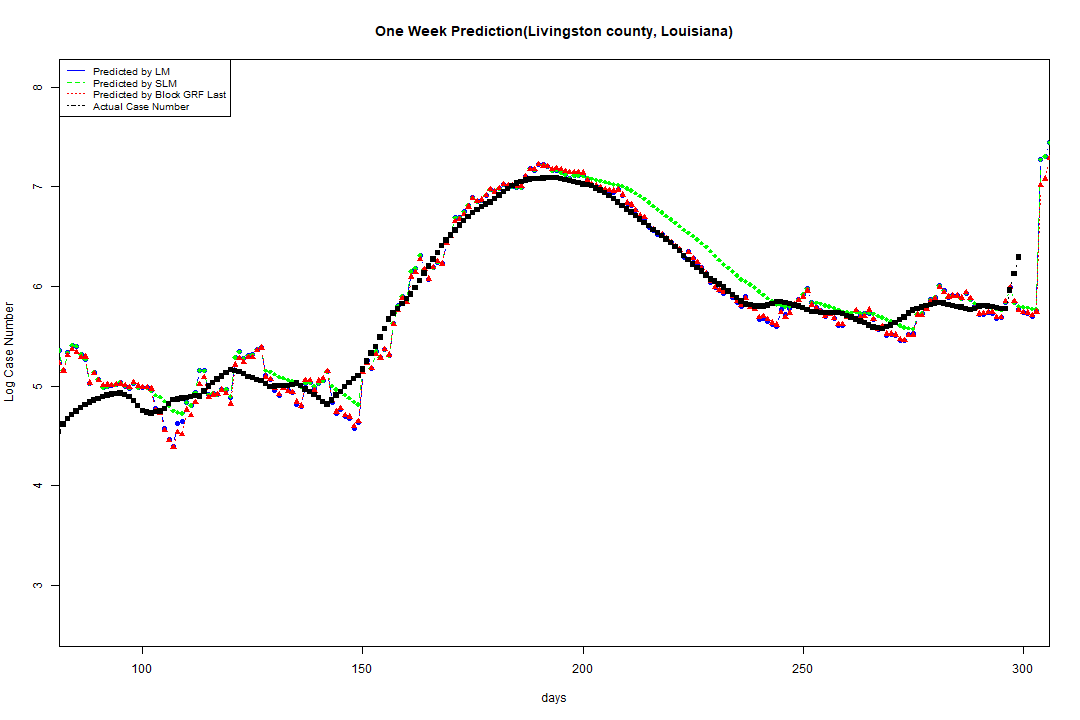 One Week Prediction(Livingston county, Louisiana)
Predicted by LM
Predicted by SLM
Predicted by Block GRF Last
Actual Case Number
8
7
6
5
4
3
Log Case Number
100 150 200 250 300
days